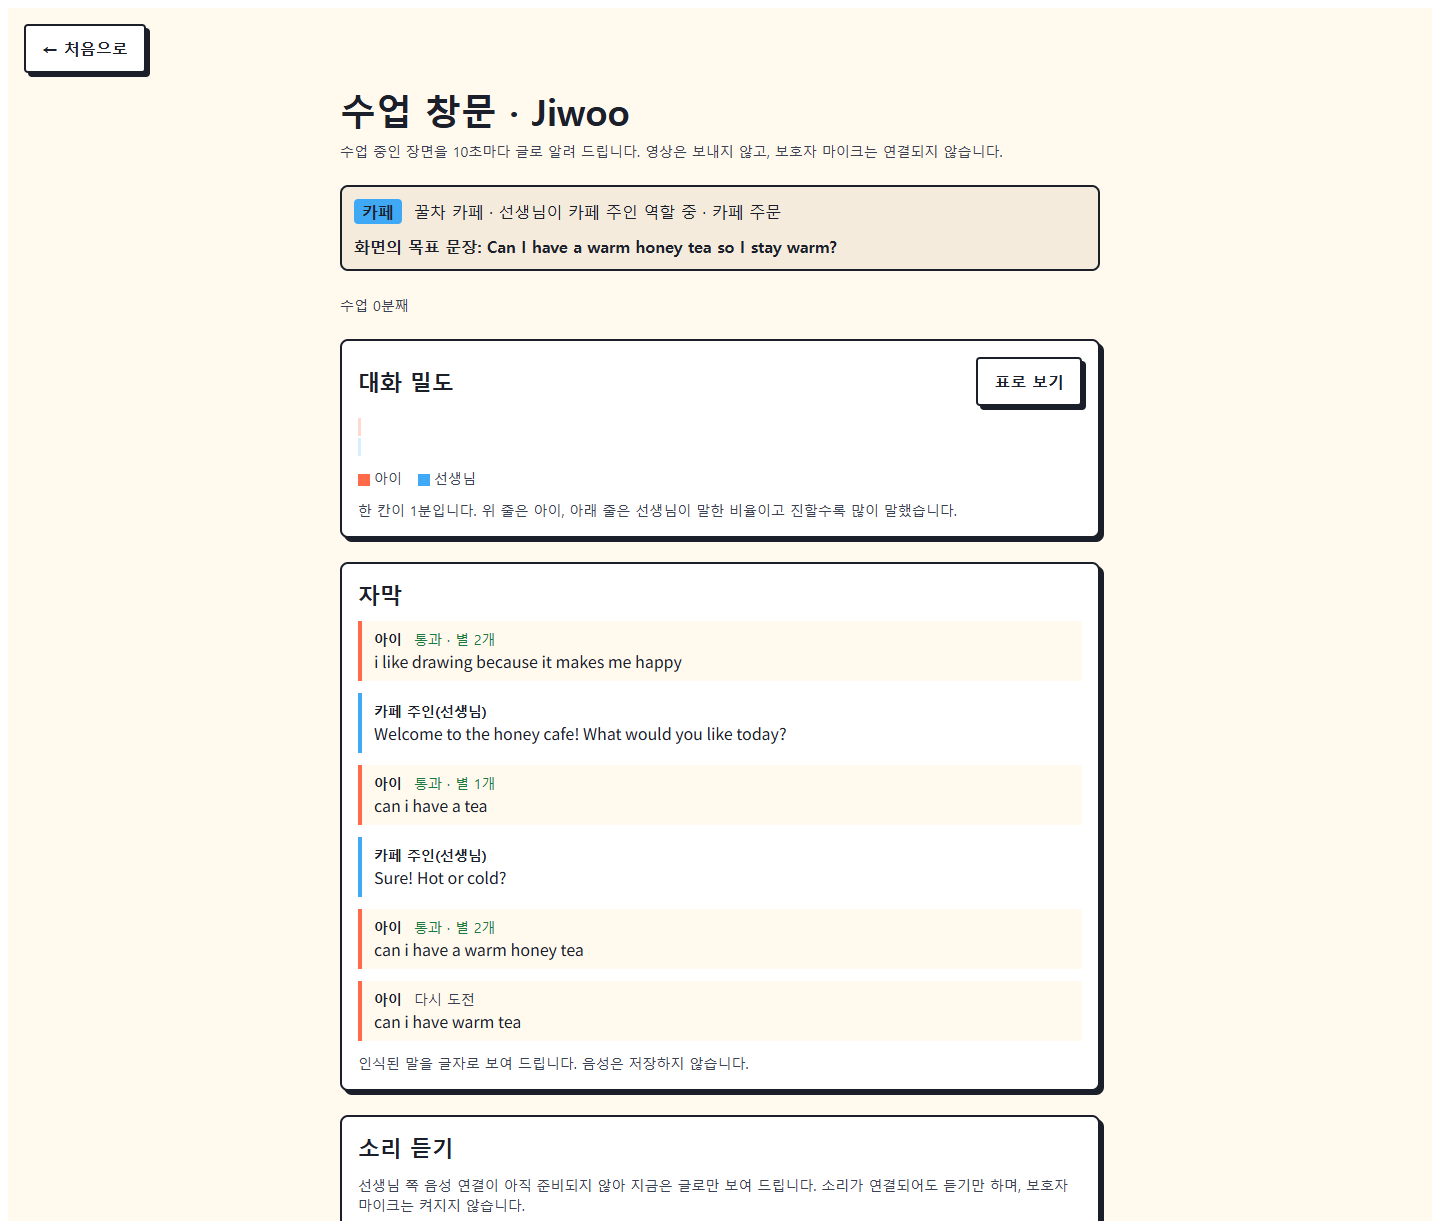 ← 처음으로
수업 창문 · Jiwoo
수업 중인 장면을 10초마다 글로 알려 드립니다. 영상은 보내지 않고, 보호자 마이크는 연결되지 않습니다.
카페 꿀차 카페 · 선생님이 카페 주인 역할 중 · 카페 주문
화면의 목표 문장: Can I have a warm honey tea so I stay warm?
수업 0분째
대화 밀도
표로 보기
아이 선생님
한 칸이 1분입니다. 위 줄은 아이, 아래 줄은 선생님이 말한 비율이고 진할수록 많이 말했습니다.
자막
아이 통과 · 별 2개
i like drawing because it makes me happy
카페 주인(선생님)
Welcome to the honey cafe! What would you like today?
아이 통과 · 별 1개
can i have a tea
카페 주인(선생님)
Sure! Hot or cold?
아이 통과 · 별 2개
can i have a warm honey tea
아이 다시 도전
can i have warm tea
인식된 말을 글자로 보여 드립니다. 음성은 저장하지 않습니다.
소리 듣기
선생님 쪽 음성 연결이 아직 준비되지 않아 지금은 글로만 보여 드립니다. 소리가 연결되어도 듣기만 하며, 보호자
마이크는 켜지지 않습니다.